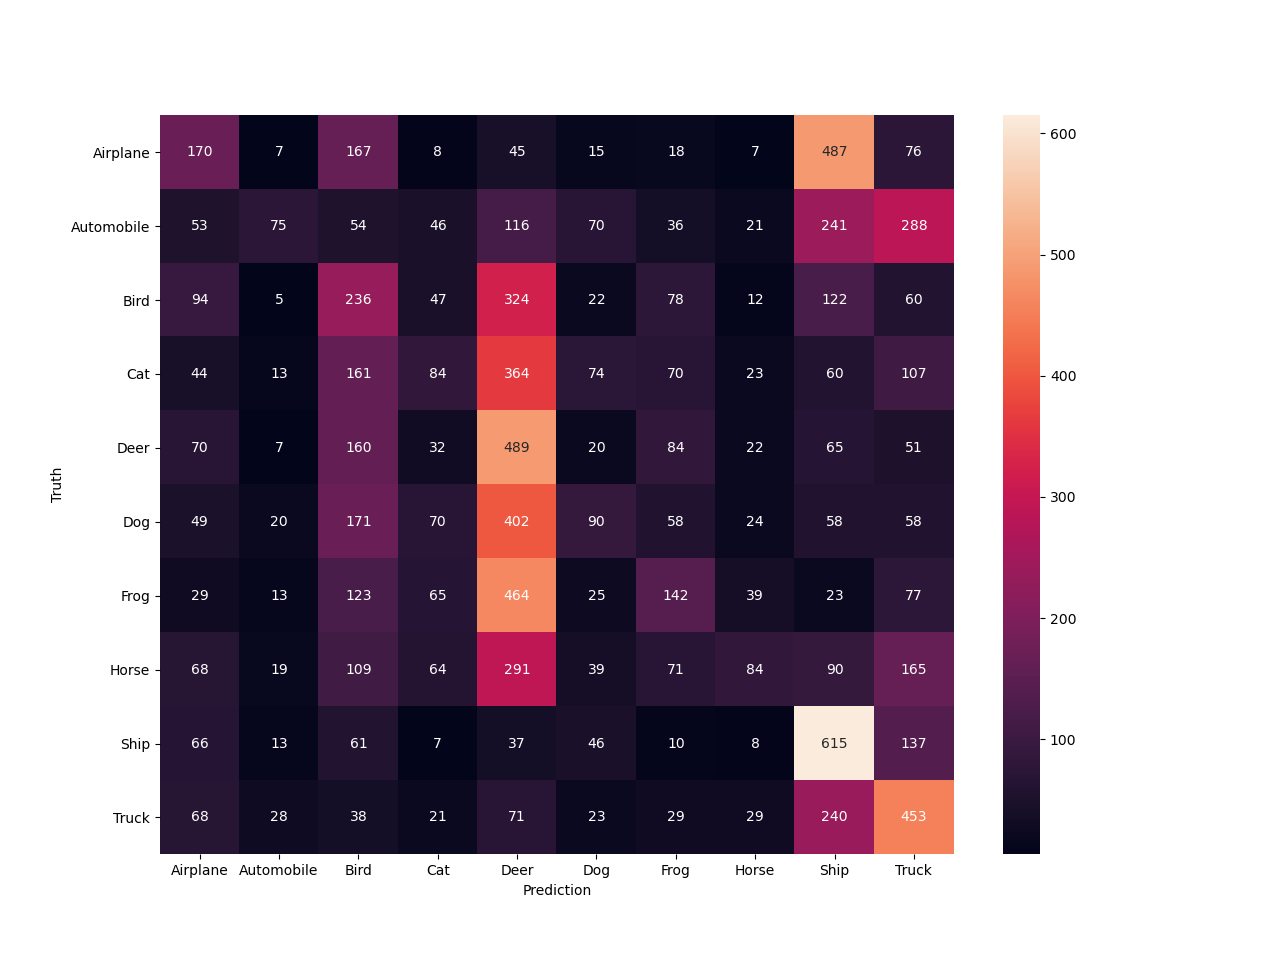 Airplane 170 7 167 8 45 15 18 7 487 76
Automobile 53 75 54 46 116 70 36 21 241 288
Bird 94 5 236 47 324 22 78 12 122 60
Cat 44 13 161 84 364 74 70 23 60 107
Deer 70 7 160 32 489 20 84 22 65 51
Dog 49 20 171 70 402 90 58 24 58 58
Frog 29 13 123 65 464 25 142 39 23 77
Horse 68 19 109 64 291 39 71 84 90 165
Ship 66 13 61 7 37 46 10 8 615 137
Truck 68 28 38 21 71 23 29 29 240 453
Airplane Automobile Bird Cat Deer Dog Frog Horse Ship Truck
Prediction
Truth
600
500
400
300
200
100